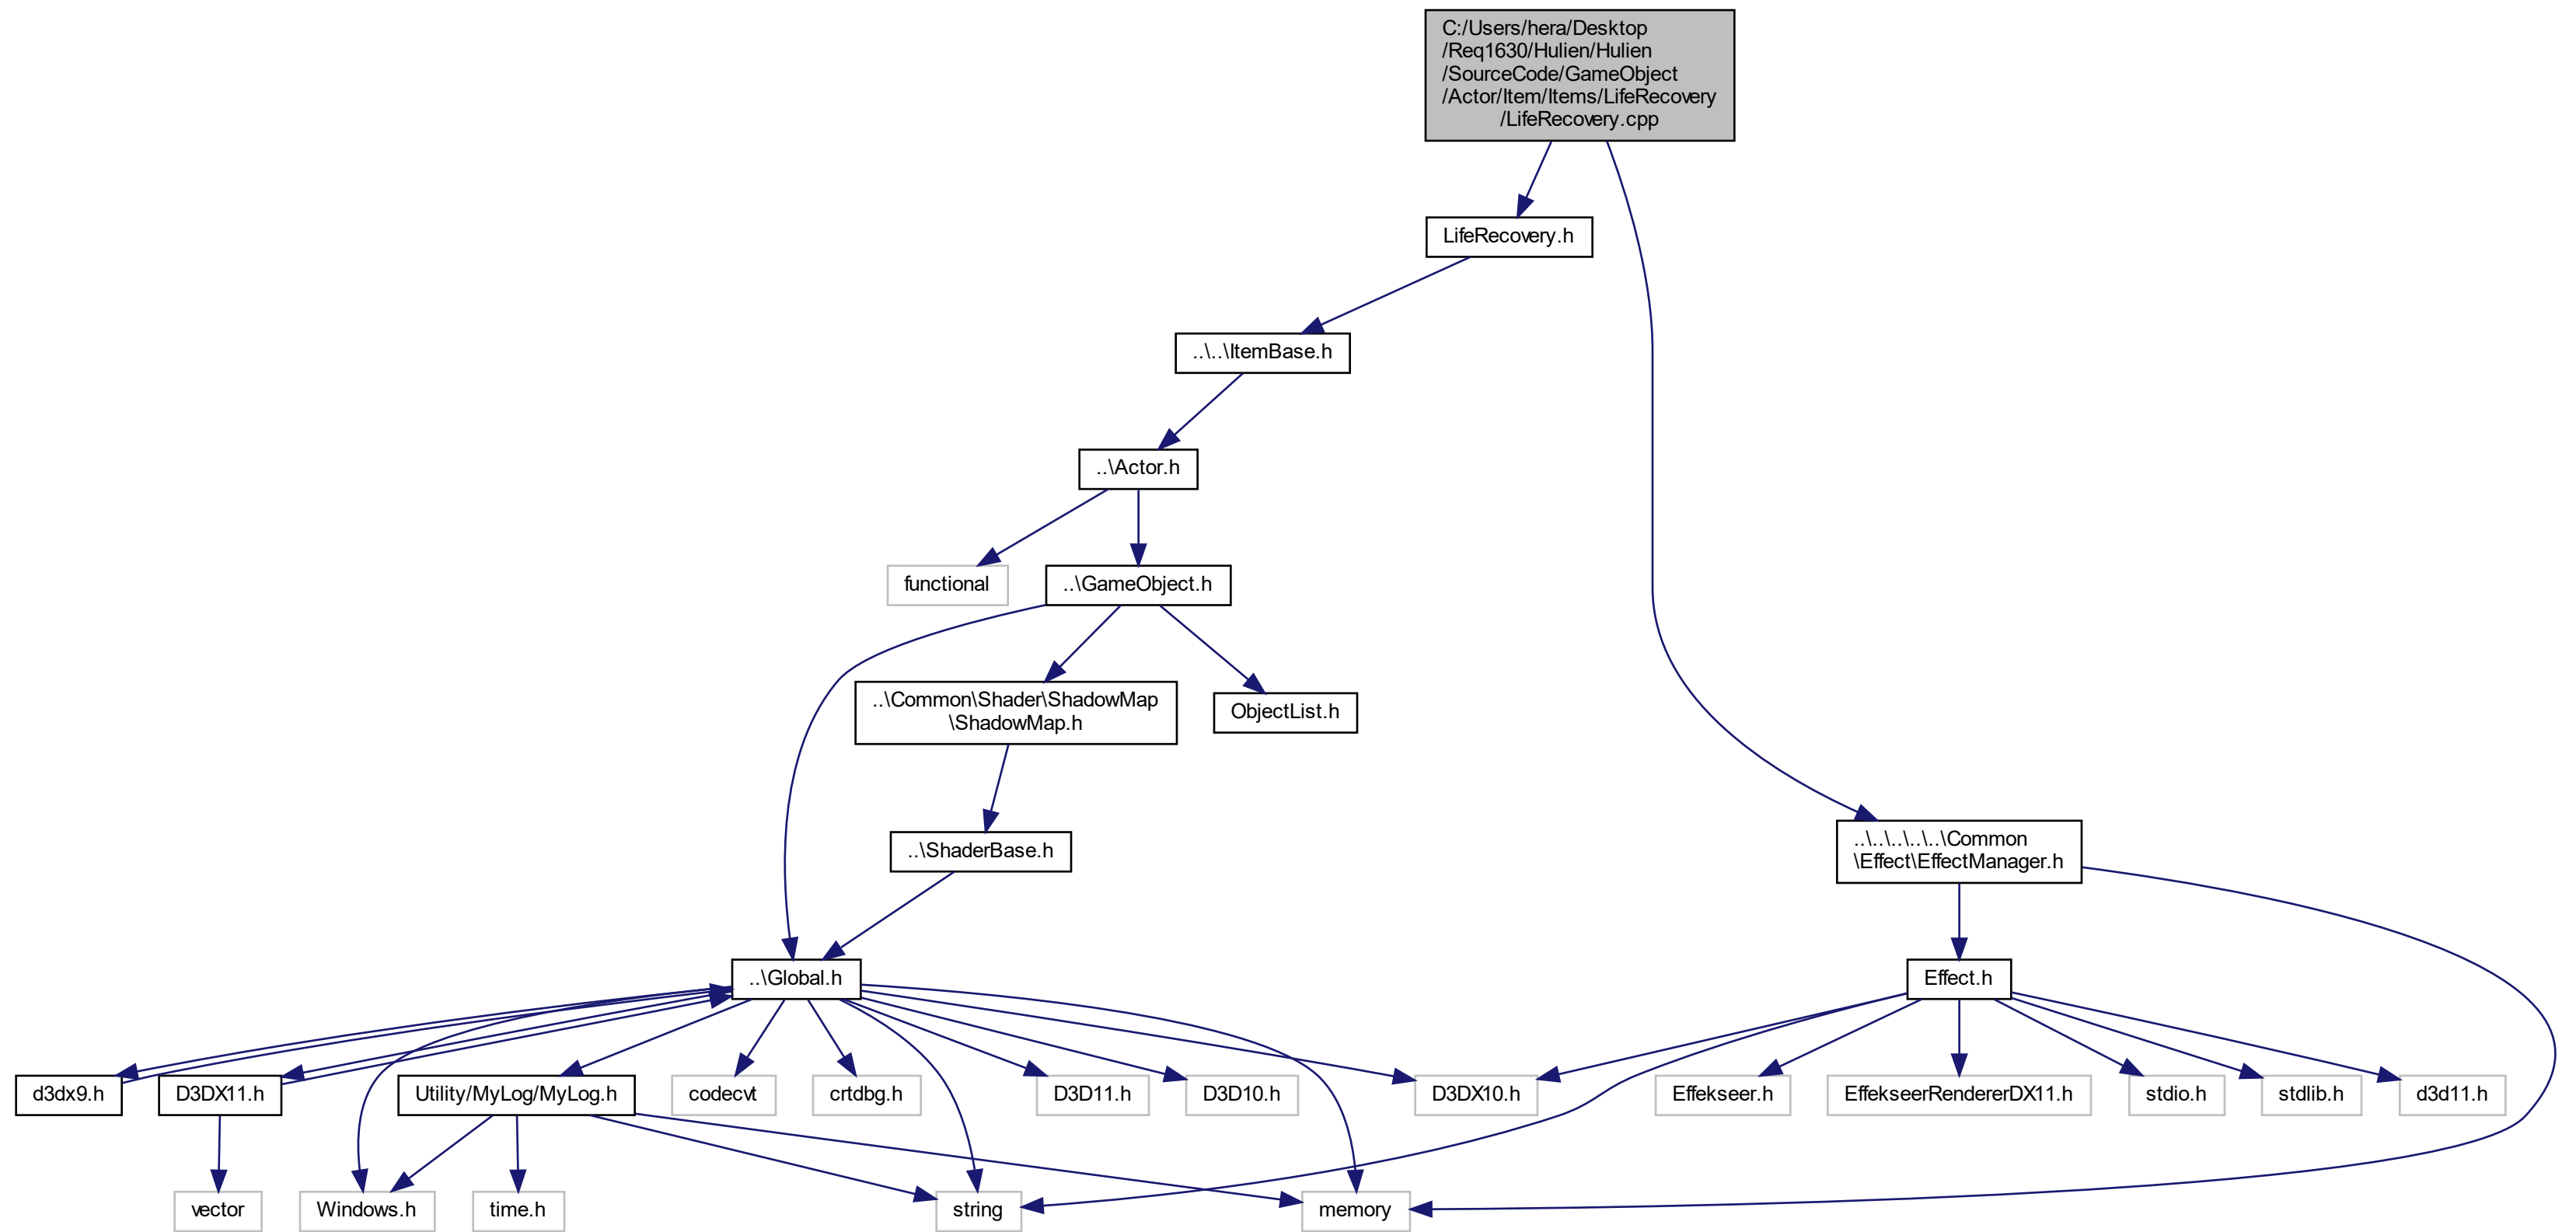 C:/Users/hera/Desktop
/Req1630/Hulien/Hulien
/SourceCode/GameObject
/Actor/Item/Items/LifeRecovery
/LifeRecovery.cpp
LifeRecovery.h
..\..\ItemBase.h
..\Actor.h
functional
..\GameObject.h
..\Common\Shader\ShadowMap
\ShadowMap.h
ObjectList.h
..\ShaderBase.h
..\..\..\..\..\Common
\Effect\EffectManager.h
..\Global.h
Effect.h
d3dx9.h
D3DX11.h
Utility/MyLog/MyLog.h
codecvt
crtdbg.h
D3D11.h
D3D10.h
D3DX10.h
Effekseer.h
EffekseerRendererDX11.h
stdio.h
stdlib.h
d3d11.h
vector
Windows.h
time.h
string
memory